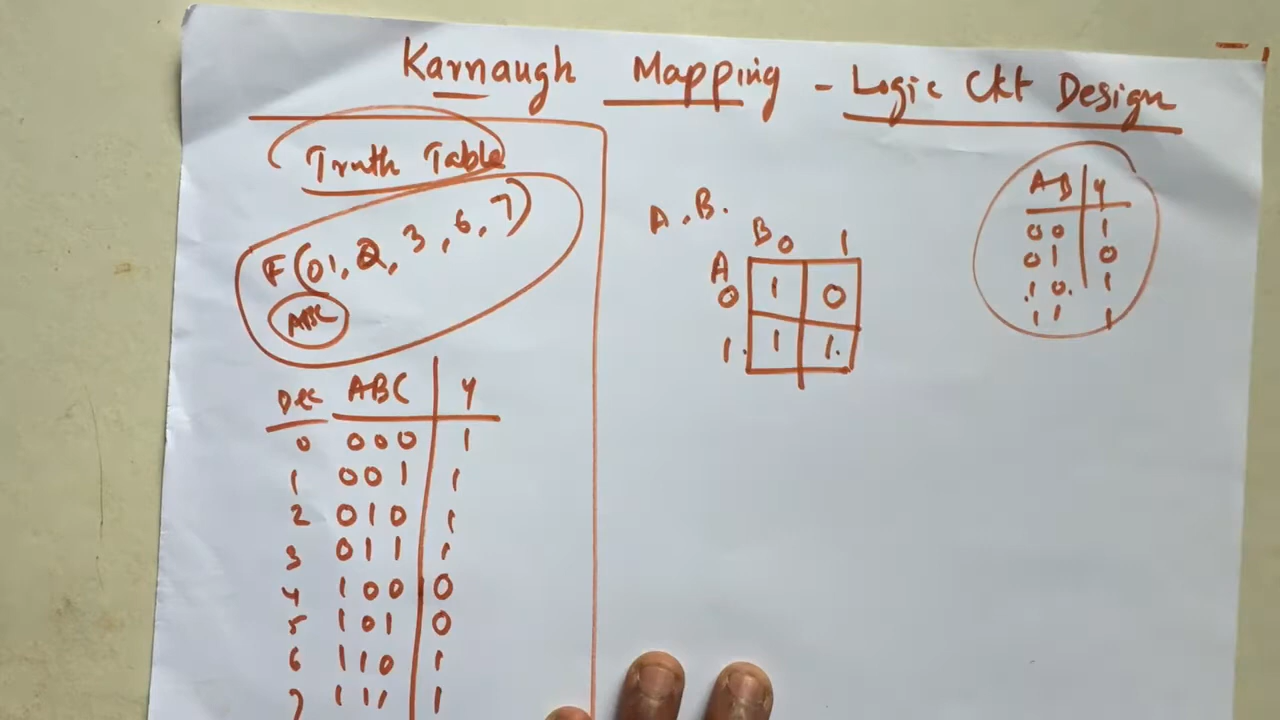 Karnaugh Mapping - Logic Ckt Design
Truth Table
F(01, 2, 3, 6, 7)
ABC
Dec ABC Y
0 000 1
1 001 1
2 010 1
3 011 1
4 100 0
5 101 0
6 110 1
7 111 1
A, B.
B 0 1
A
0 1 0
1. 1 1.
AB Y
00 1
01 0
10. 1
11 1